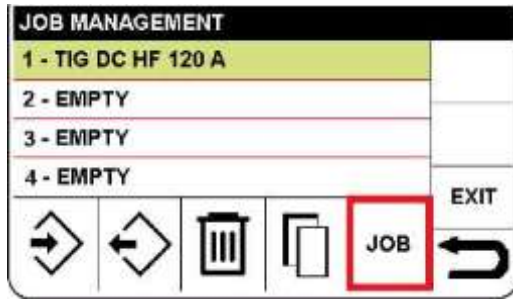 JOB MANAGEMENT
1 - TIG DC HF 120 A
2 - EMPTY
3 - EMPTY
4 - EMPTY
EXIT
JOB